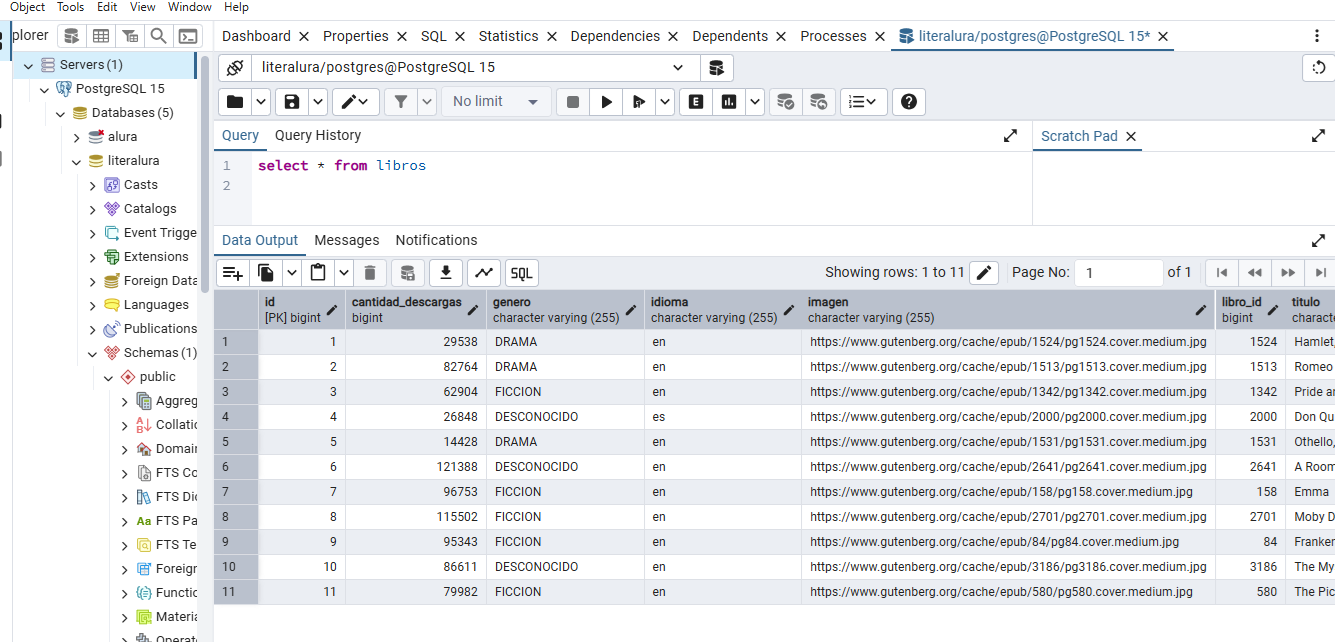 Object Tools Edit View Window Help
plorer
Dashboard Properties SQL Statistics Dependencies Dependents Processes literalura/postgres@PostgreSQL 15*
Servers (1)
PostgreSQL 15
Databases (5)
alura
literalura
Casts
Catalogs
Event Trigge
Extensions
Foreign Data
Languages
Publications
Schemas (1)
public
Aggreg
Collatio
Domain
FTS Co
FTS Dic
Aa FTS Pa
FTS Te
Foreign
Functio
Materia
Operat
literalura/postgres@PostgreSQL 15
No limit
E
Query Query History
Scratch Pad
1 select * from libros
2
Data Output Messages Notifications
SQL
Showing rows: 1 to 11 Page No: 1 of 1
id cantidad_descargas genero idioma imagen libro_id titulo
[PK] bigint bigint character varying (255) character varying (255) character varying (255) bigint characte
1 1 29538 DRAMA en https://www.gutenberg.org/cache/epub/1524/pg1524.cover.medium.jpg 1524 Hamlet,
2 2 82764 DRAMA en https://www.gutenberg.org/cache/epub/1513/pg1513.cover.medium.jpg 1513 Romeo
3 3 62904 FICCION en https://www.gutenberg.org/cache/epub/1342/pg1342.cover.medium.jpg 1342 Pride an
4 4 26848 DESCONOCIDO es https://www.gutenberg.org/cache/epub/2000/pg2000.cover.medium.jpg 2000 Don Qu
5 5 14428 DRAMA en https://www.gutenberg.org/cache/epub/1531/pg1531.cover.medium.jpg 1531 Othello,
6 6 121388 DESCONOCIDO en https://www.gutenberg.org/cache/epub/2641/pg2641.cover.medium.jpg 2641 A Room
7 7 96753 FICCION en https://www.gutenberg.org/cache/epub/158/pg158.cover.medium.jpg 158 Emma
8 8 115502 FICCION en https://www.gutenberg.org/cache/epub/2701/pg2701.cover.medium.jpg 2701 Moby D
9 9 95343 FICCION en https://www.gutenberg.org/cache/epub/84/pg84.cover.medium.jpg 84 Franken
10 10 86611 DESCONOCIDO en https://www.gutenberg.org/cache/epub/3186/pg3186.cover.medium.jpg 3186 The My
11 11 79982 FICCION en https://www.gutenberg.org/cache/epub/580/pg580.cover.medium.jpg 580 The Pic